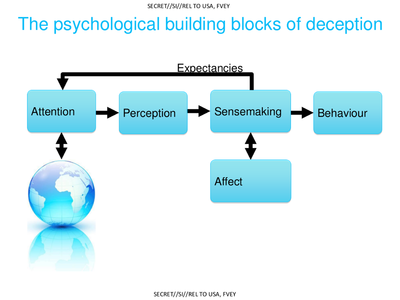 SECRET//SI//REL TO USA, FVEY
The psychological building blocks of deception
Expectancies
Attention
Perception
Sensemaking
Behaviour
Affect
SECRET//SI//REL TO USA, FVEY